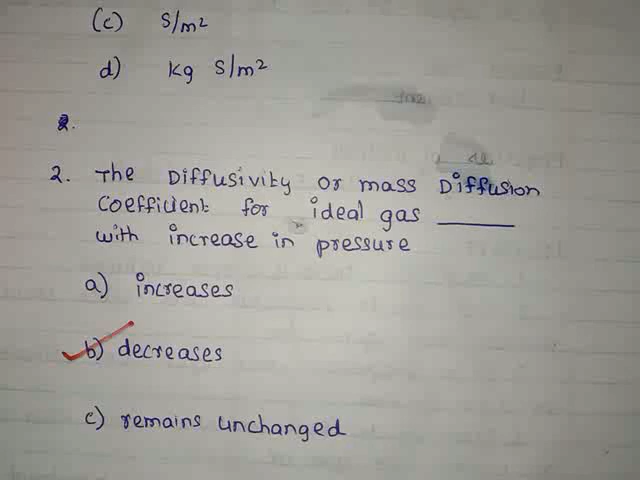 (c) S/m²
d) Kg S/m²
2.
2. The Diffusivity or mass Diffusion
coefficient for ideal gas ______
with increase in pressure
a) increases
b) decreases
c) remains unchanged